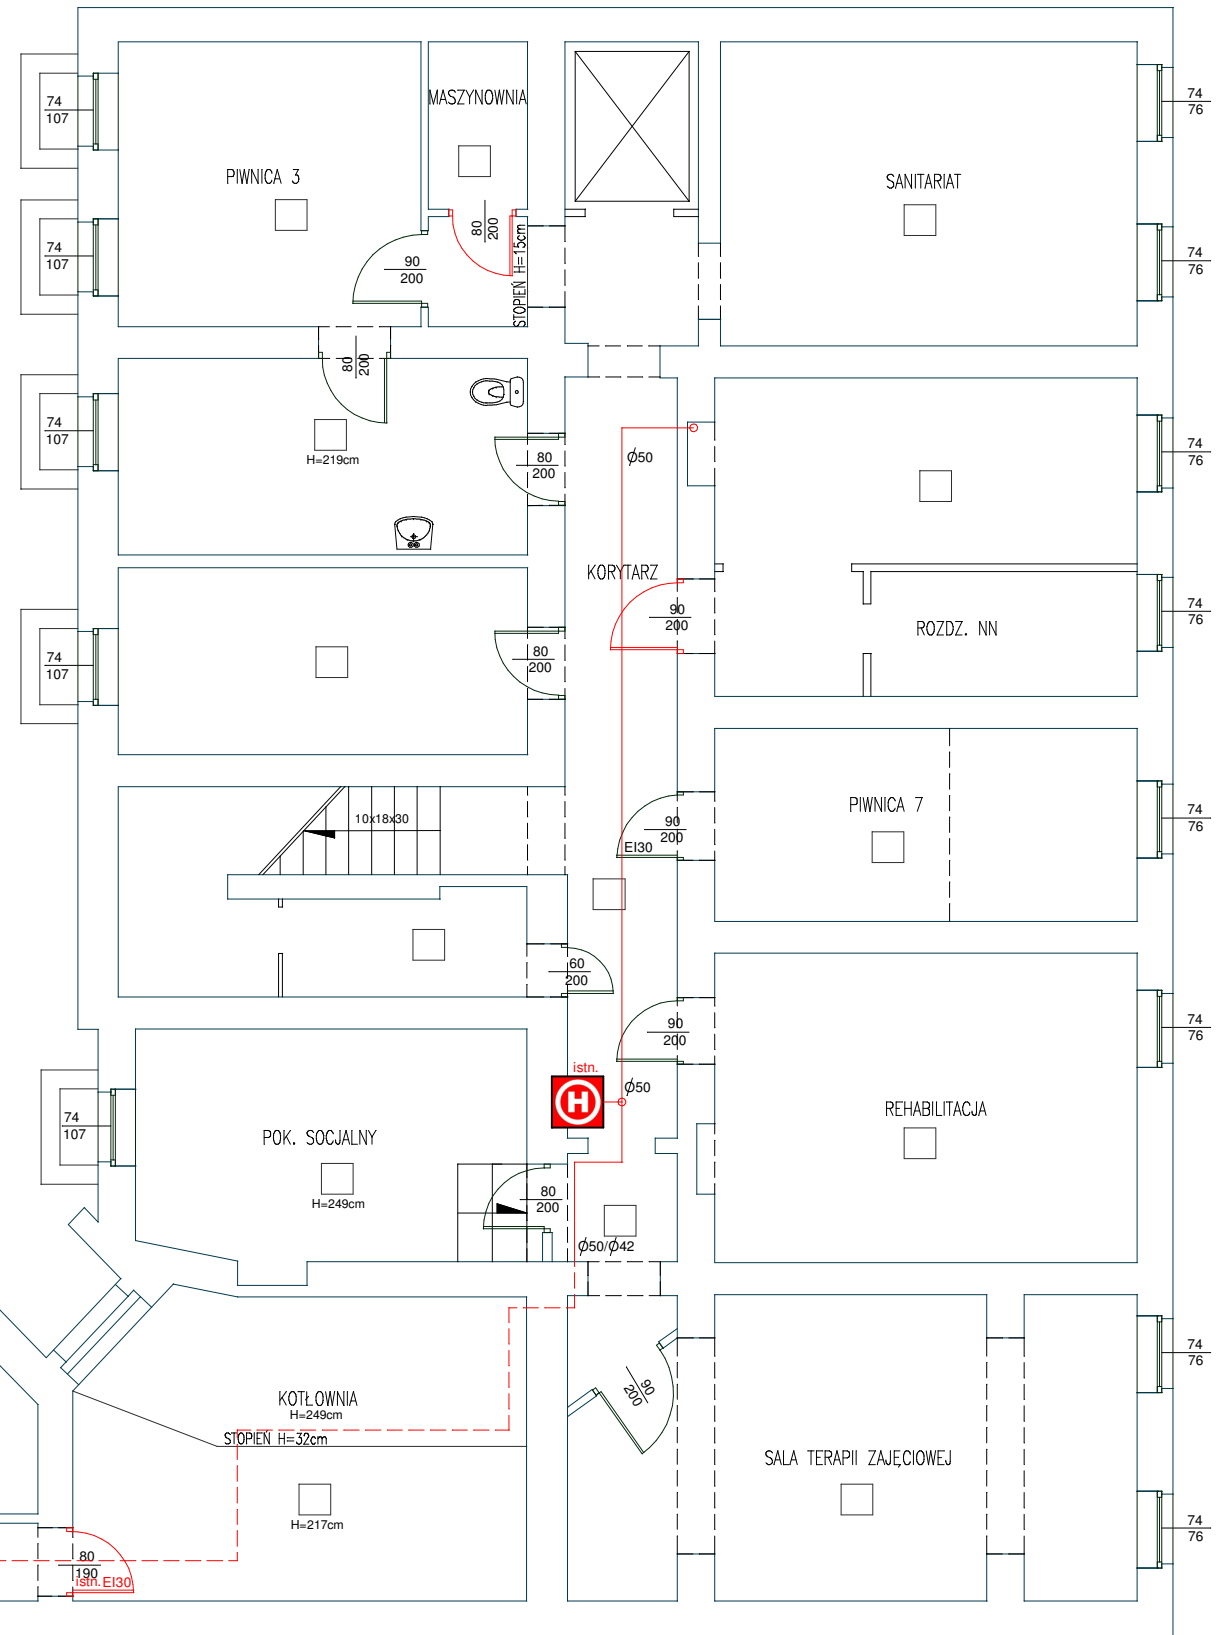 74
107
PIWNICA 3
MASZYNOWNIA
SANITARIAT
74
76
80
200
STOPIEŃ H=15cm
74
107
90
200
74
76
80
200
74
107
H=219cm
80
200
Ø50
74
76
KORYTARZ
90
200
ROZDZ. NN
74
76
74
107
80
200
10x18x30
PIWNICA 7
74
76
90
200
EI30
60
200
90
200
74
76
istn.
H
Ø50
74
107
POK. SOCJALNY
H=249cm
REHABILITACJA
80
200
Ø50/Ø42
74
76
90
200
KOTŁOWNIA
H=249cm
STOPIEŃ H=32cm
SALA TERAPII ZAJĘCIOWEJ
H=217cm
74
76
80
190
istn.EI30